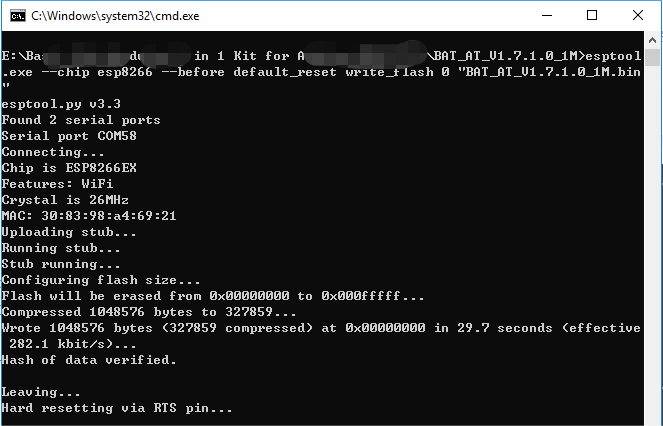 C:\Windows\system32\cmd.exe
E:\Ba in 1 Kit for A \BAT_AT_V1.7.1.0_1M>esptool
.exe --chip esp8266 --before default_reset write_flash 0 "BAT_AT_V1.7.1.0_1M.bin
"
esptool.py v3.3
Found 2 serial ports
Serial port COM58
Connecting...
Chip is ESP8266EX
Features: WiFi
Crystal is 26MHz
MAC: 30:83:98:a4:69:21
Uploading stub...
Running stub...
Stub running...
Configuring flash size...
Flash will be erased from 0x00000000 to 0x000fffff...
Compressed 1048576 bytes to 327859...
Wrote 1048576 bytes (327859 compressed) at 0x00000000 in 29.7 seconds (effective
282.1 kbit/s)...
Hash of data verified.
Leaving...
Hard resetting via RTS pin...